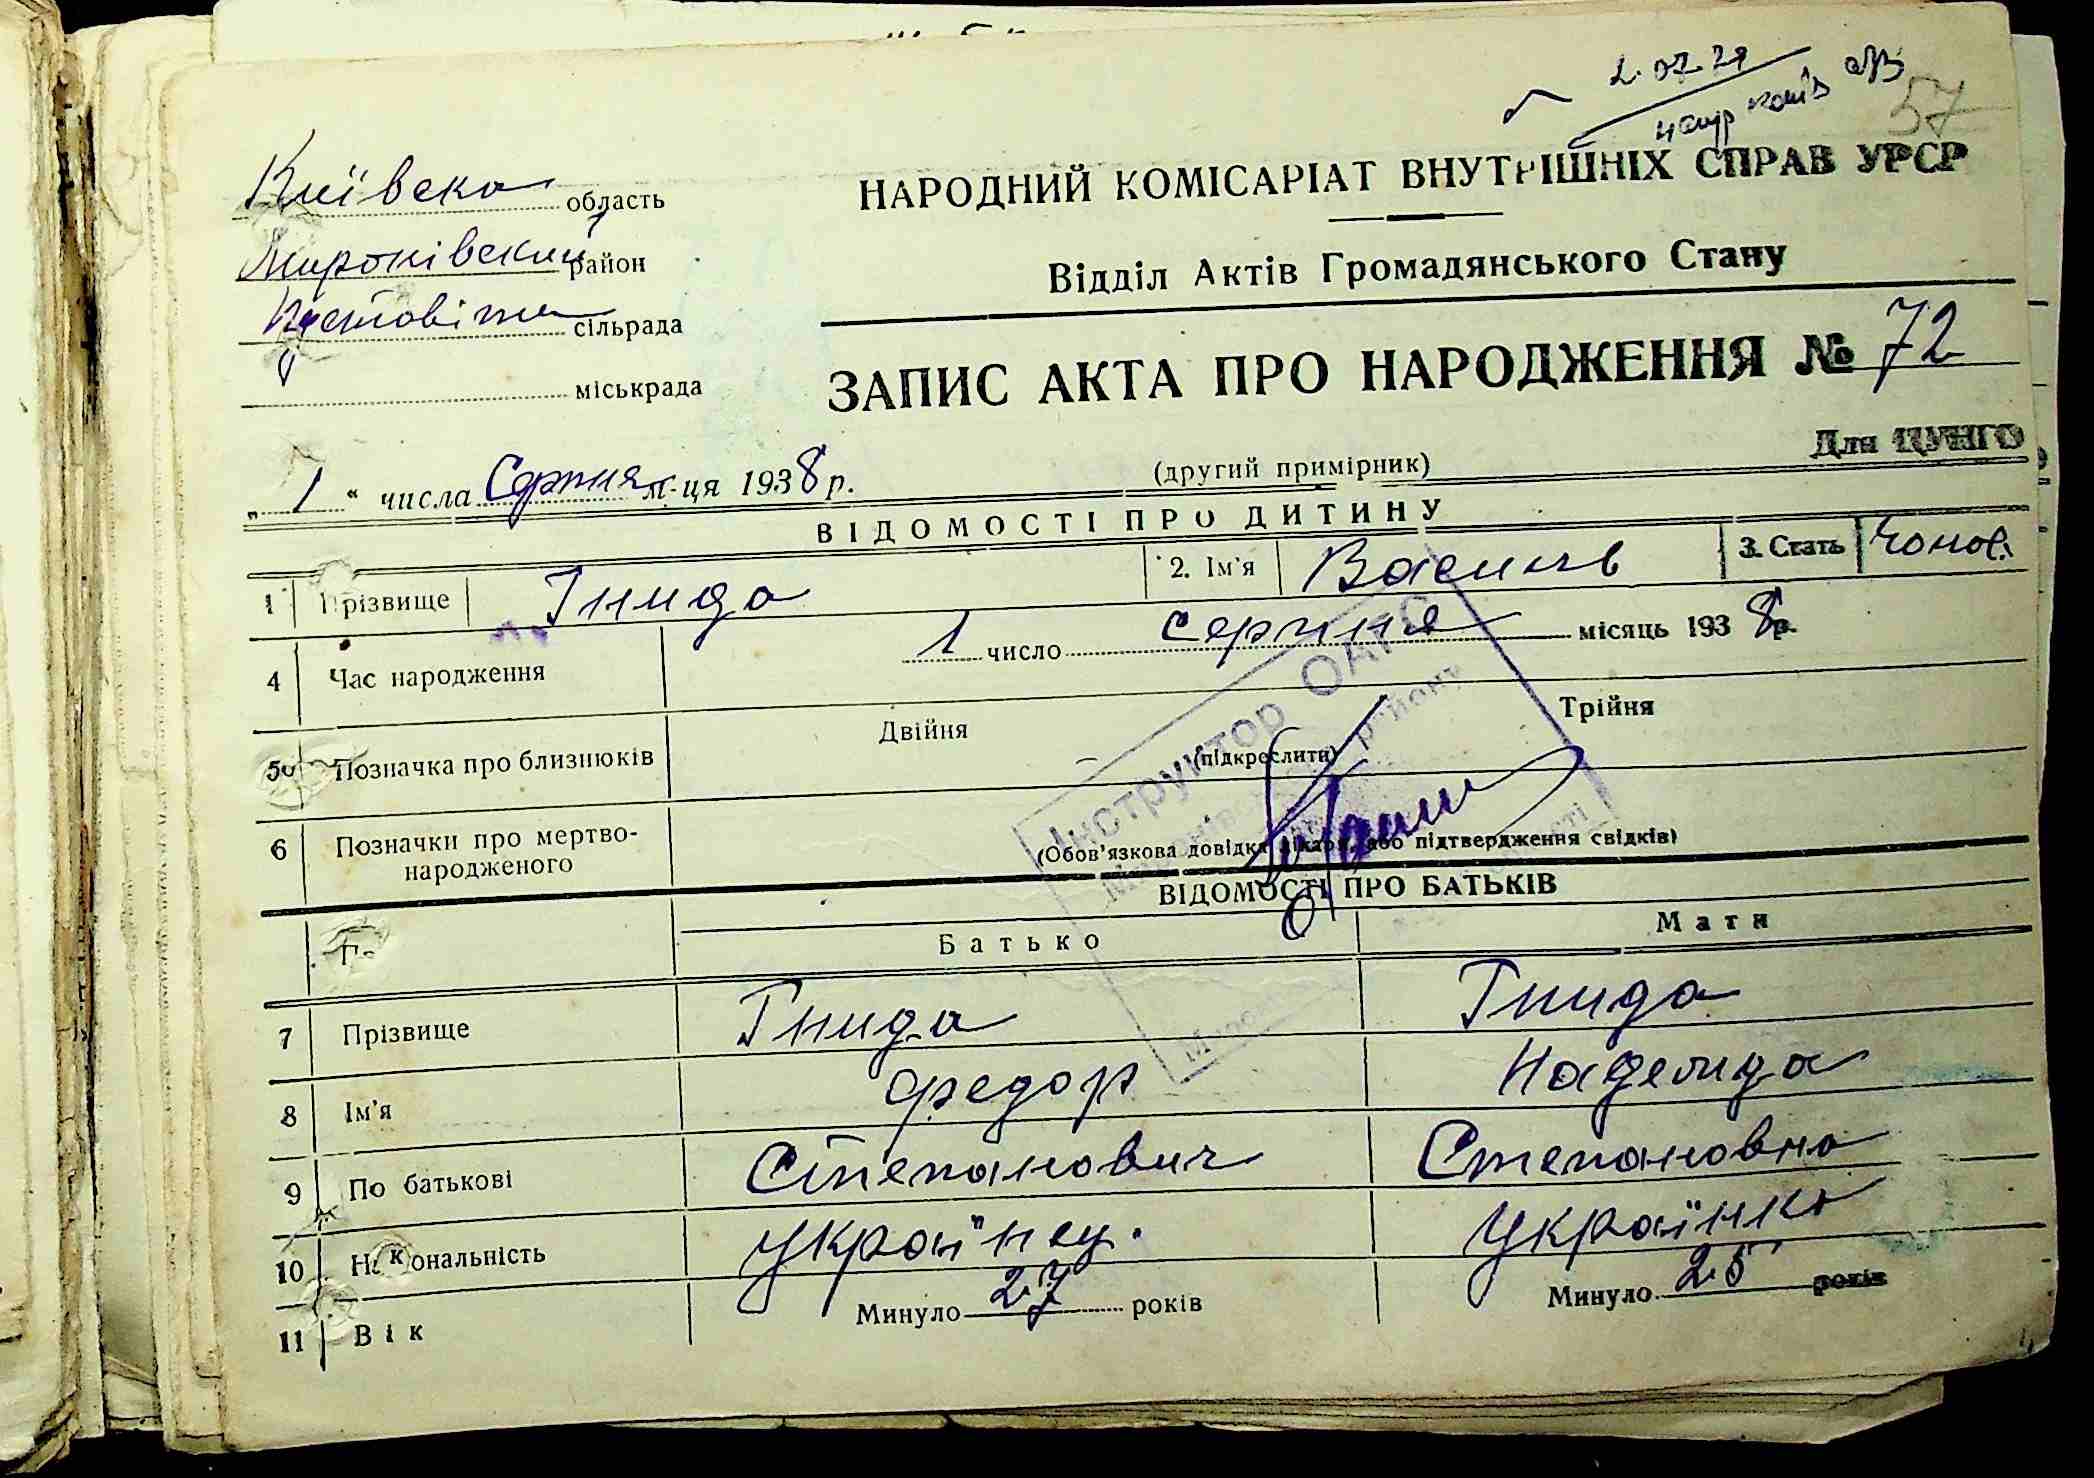 2.07.29
57
Київська область
Миронівський район
Пустовіти сільрада
міськрада
НАРОДНИЙ КОМІСАРІАТ ВНУТРІШНІХ СПРАВ УРСР
Відділ Актів Громадянського Стану
ЗАПИС АКТА ПРО НАРОДЖЕННЯ № 72
„ 1 “ числа Серпня м-ця 1938 р.
(другий примірник)
Для ЦУНГО
ВІДОМОСТІ ПРО ДИТИНУ
1 Прізвище Гнида 2. Ім'я Василь 3. Стать Чолов.
4 Час народження 1 число серпня місяць 1938 р.
5 Позначка про близнюків Двійня (підкреслити) Трійня
6 Позначки про мертво-
народженого (Обов'язкова довідка лікаря, або підтвердження свідків)
Інструктор ОАГС
ВІДОМОСТІ ПРО БАТЬКІВ
Батько Мати
7 Прізвище Гнида Гнида
8 Ім'я Федор Надежда
9 По батькові Степанович Степановна
10 Національність Українец. Українка
11 Вік Минуло 27 років Минуло 25 років